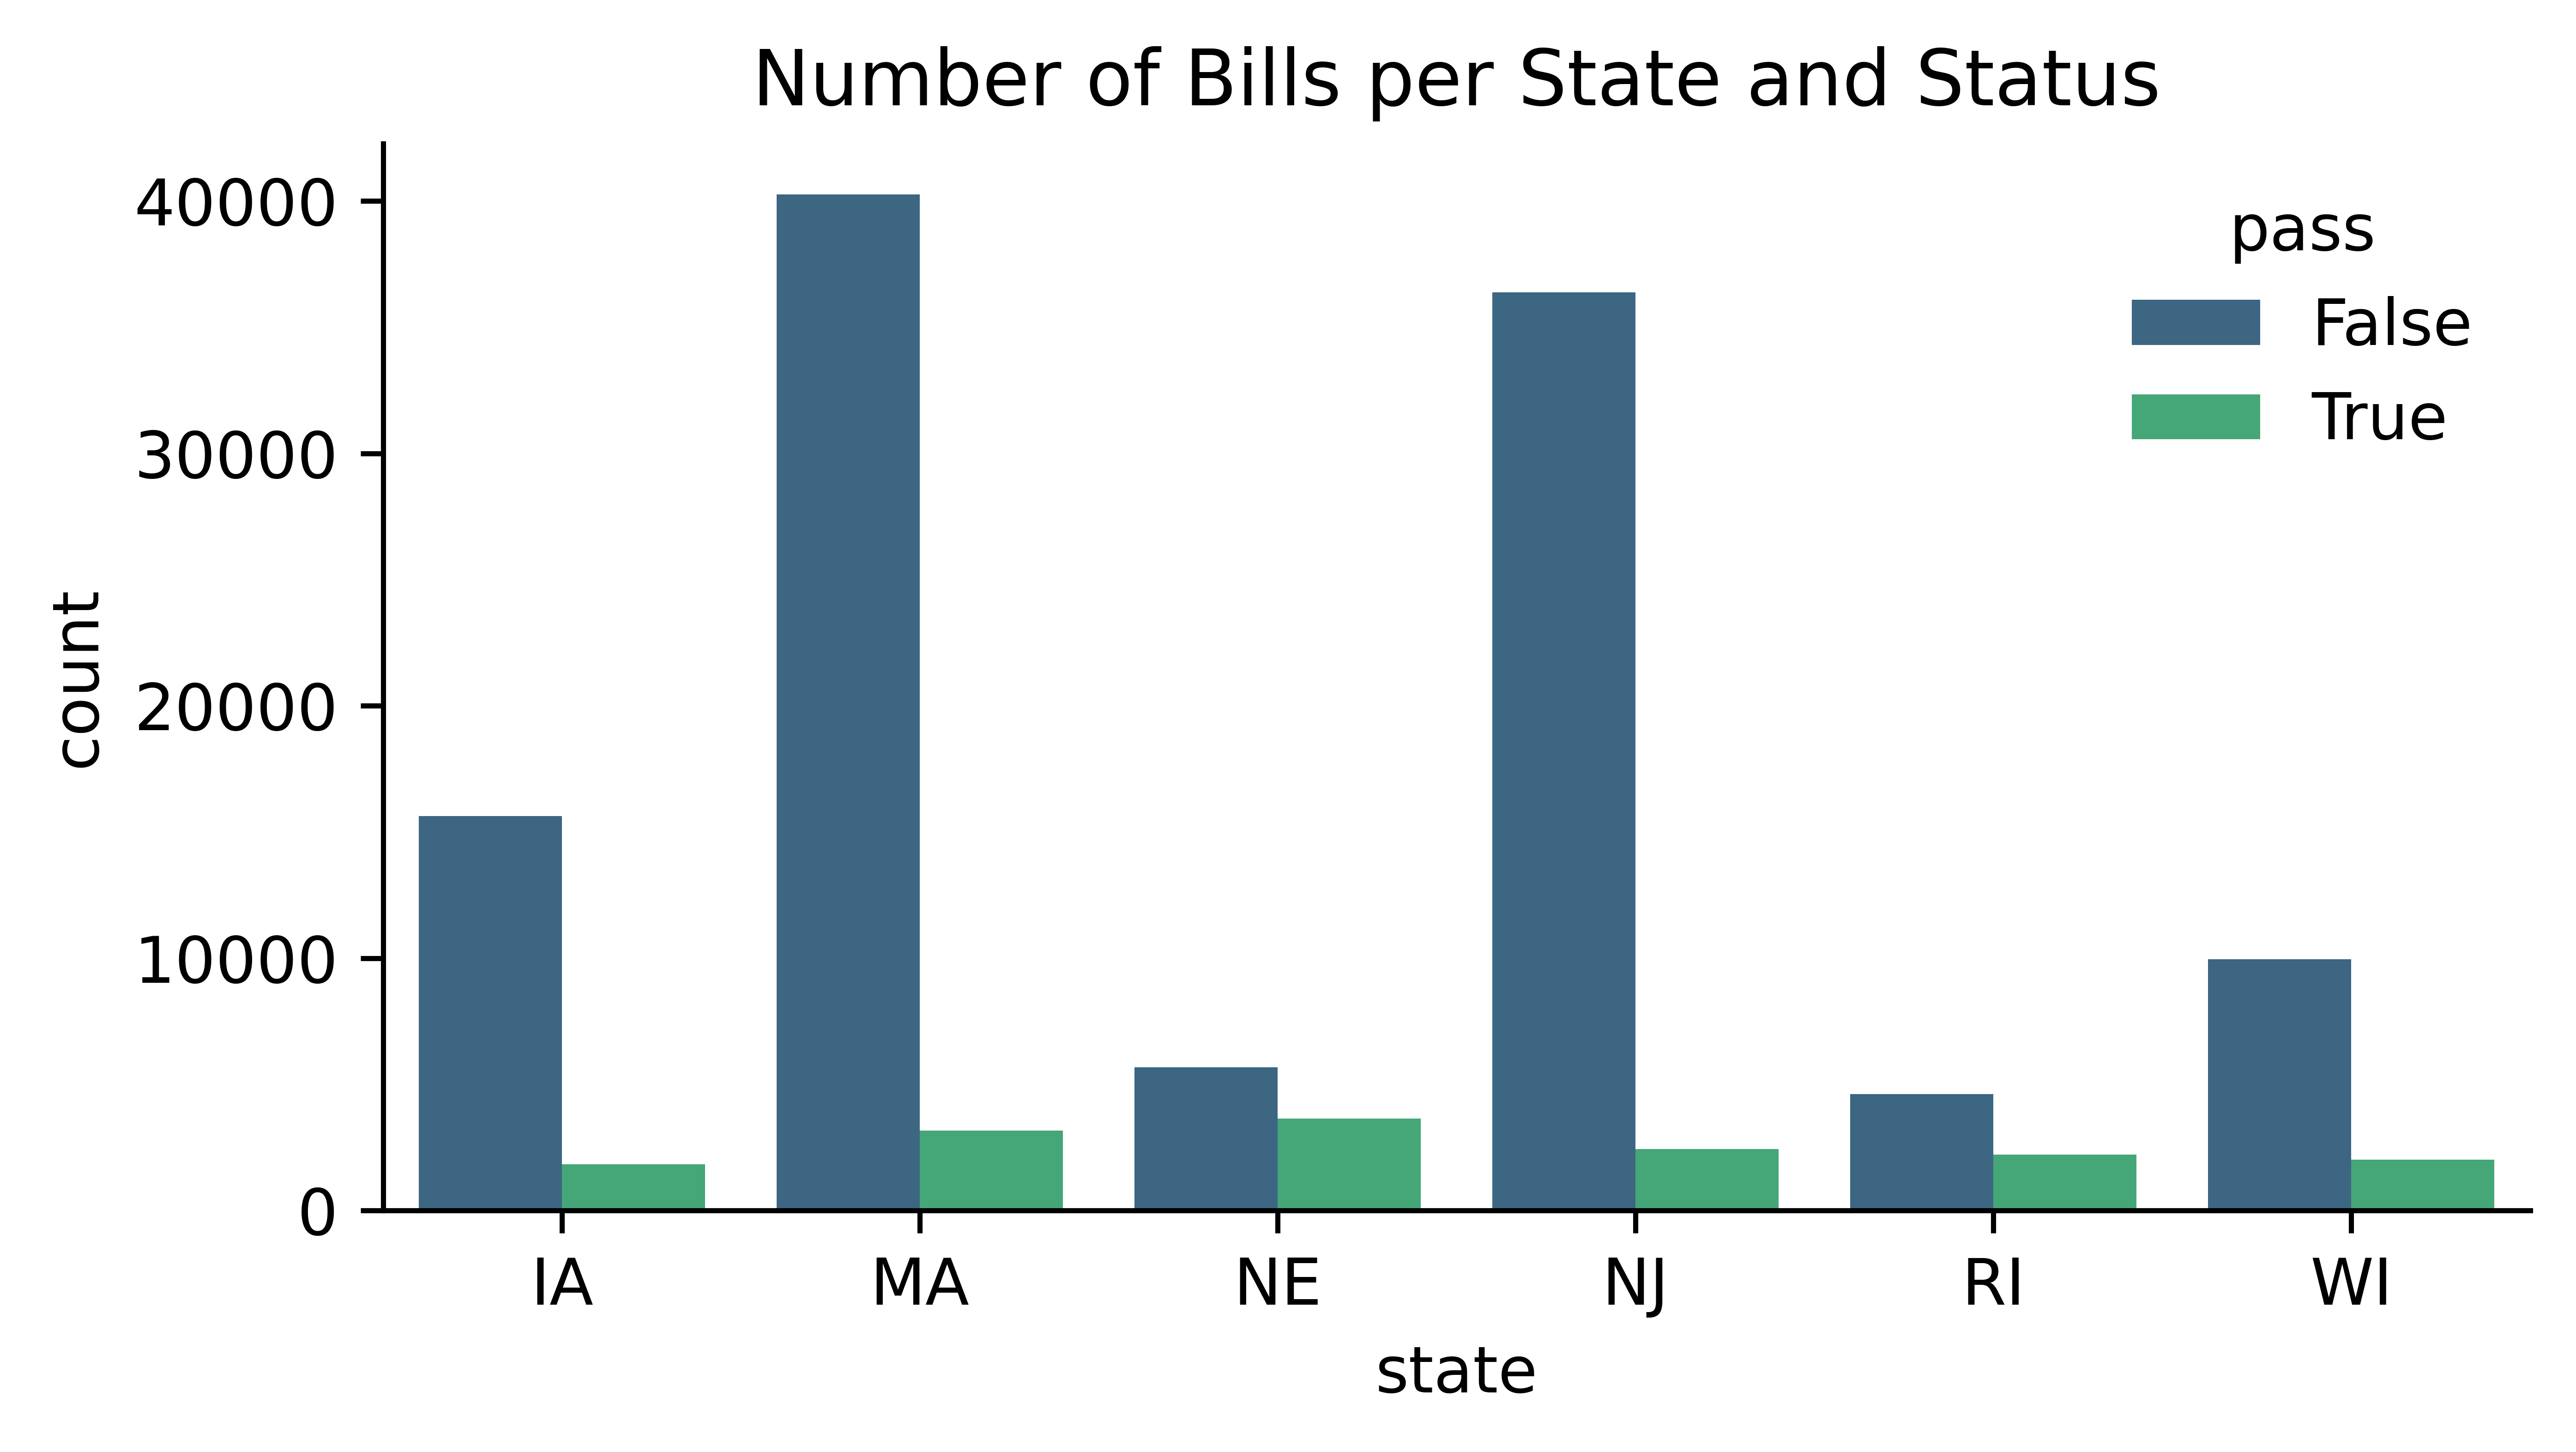 Number of Bills per State and Status
count
40000
30000
20000
10000
0
pass
False
True
IA
MA
NE
NJ
RI
WI
state